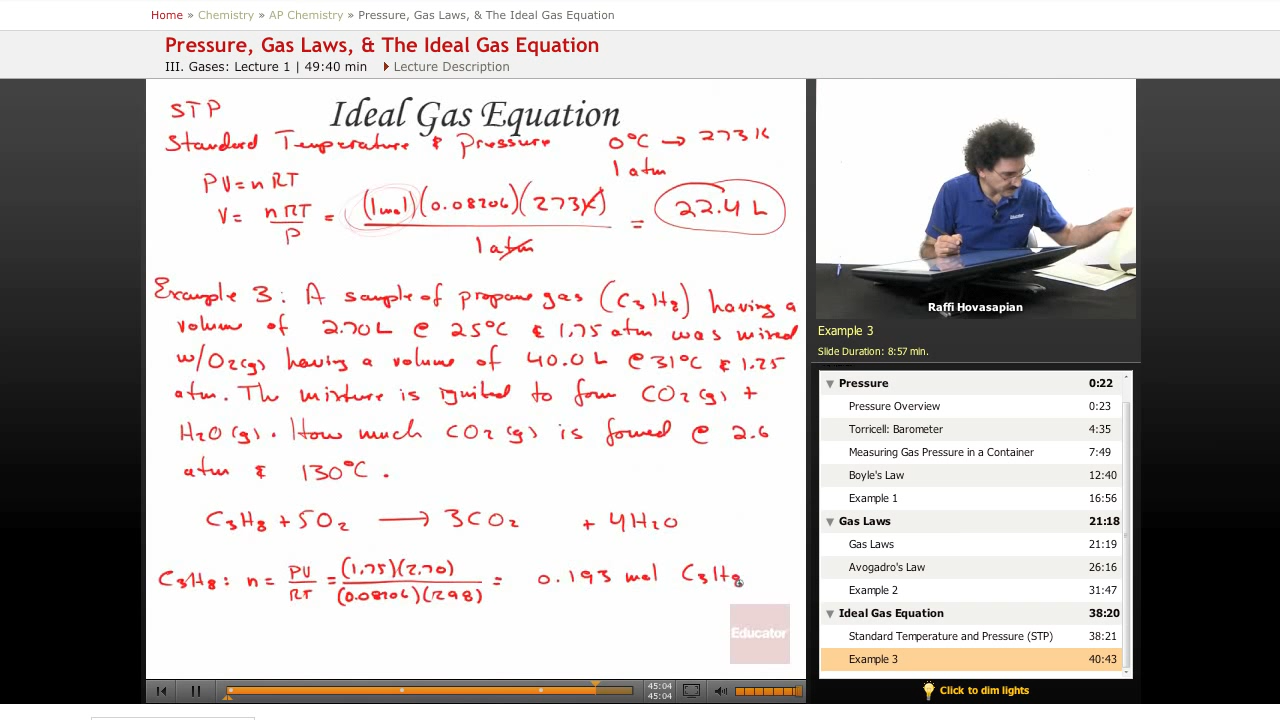 Home » Chemistry » AP Chemistry » Pressure, Gas Laws, & The Ideal Gas Equation
Pressure, Gas Laws, & The Ideal Gas Equation
III. Gases: Lecture 1 | 49:40 min Lecture Description
Ideal Gas Equation
STP
Standard Temperature & Pressure 0°C → 273 K
1 atm
PV = nRT
V = nRT/P = (1 mol)(0.08206)(273K)/1 atm = 22.4 L
Example 3: A sample of propane gas (C3H8) having a
volume of 2.70 L @ 25°C & 1.75 atm was mixed
w/O2(g) having a volume of 40.0 L @ 31°C & 1.25
atm. The mixture is ignited to form CO2(g) +
H2O(g). How much CO2(g) is formed @ 2.6
atm & 130°C.
C3H8 + 5O2 → 3CO2 + 4H2O
C3H8: n = PV/RT = (1.75)(2.70)/(0.08206)(298) = 0.193 mol C3H8
Educator
45:04
45:04
Educator
Raffi Hovasapian
Example 3
Slide Duration: 8:57 min.
Pressure 0:22
Pressure Overview 0:23
Torricell: Barometer 4:35
Measuring Gas Pressure in a Container 7:49
Boyle's Law 12:40
Example 1 16:56
Gas Laws 21:18
Gas Laws 21:19
Avogadro's Law 26:16
Example 2 31:47
Ideal Gas Equation 38:20
Standard Temperature and Pressure (STP) 38:21
Example 3 40:43
Click to dim lights